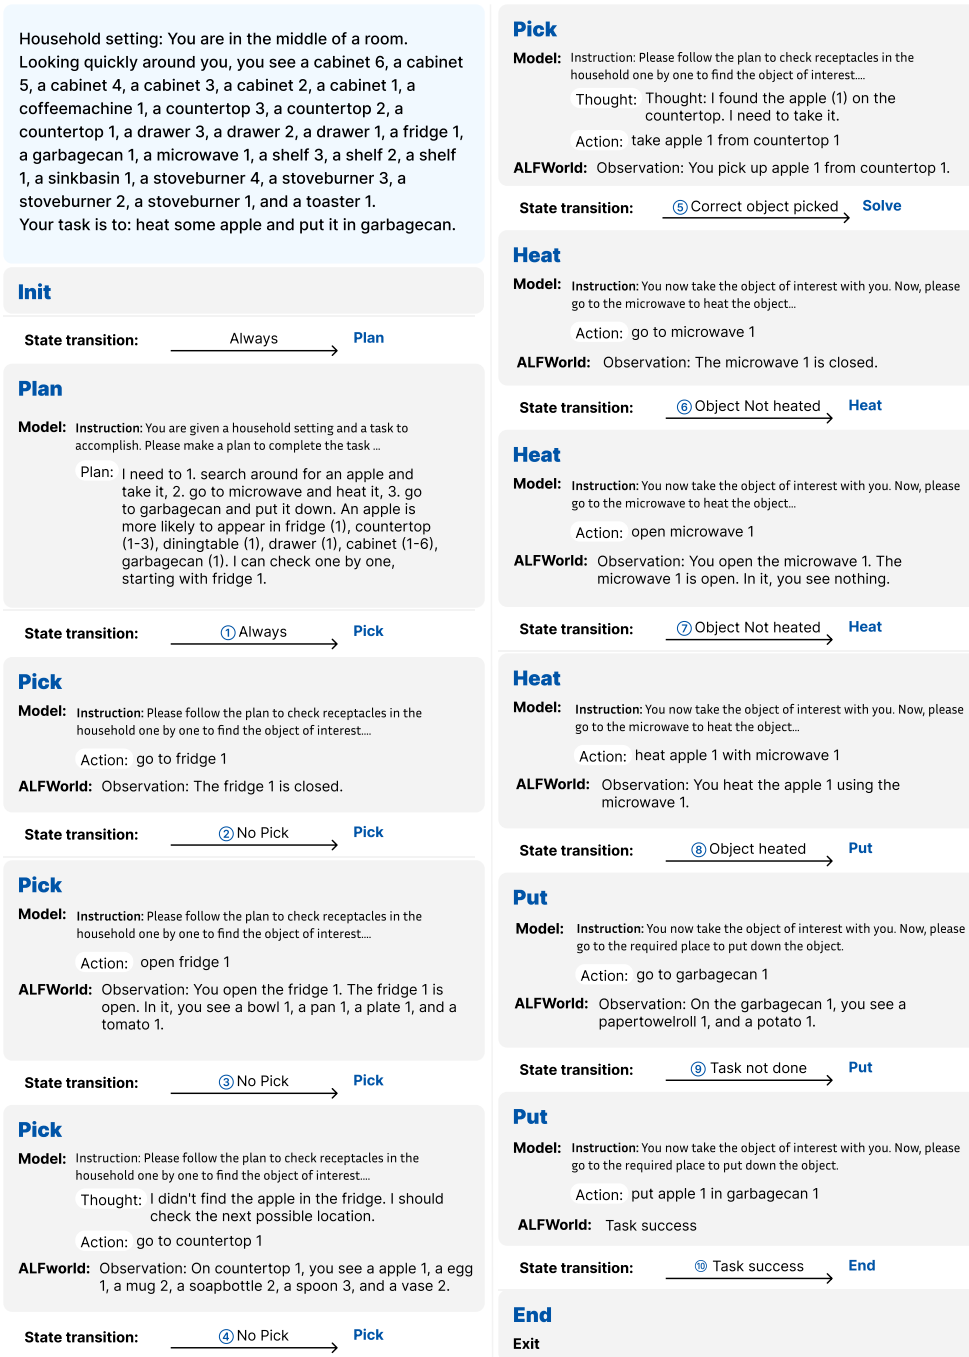 Household setting: You are in the middle of a room.
Looking quickly around you, you see a cabinet 6, a cabinet
5, a cabinet 4, a cabinet 3, a cabinet 2, a cabinet 1, a
coffeemachine 1, a countertop 3, a countertop 2, a
countertop 1, a drawer 3, a drawer 2, a drawer 1, a fridge 1,
a garbagecan 1, a microwave 1, a shelf 3, a shelf 2, a shelf
1, a sinkbasin 1, a stoveburner 4, a stoveburner 3, a
stoveburner 2, a stoveburner 1, and a toaster 1.
Your task is to: heat some apple and put it in garbagecan.
Init
State transition: Always Plan
Plan
Model: Instruction: You are given a household setting and a task to
accomplish. Please make a plan to complete the task ...
Plan: I need to 1. search around for an apple and
take it, 2. go to microwave and heat it, 3. go
to garbagecan and put it down. An apple is
more likely to appear in fridge (1), countertop
(1-3), diningtable (1), drawer (1), cabinet (1-6),
garbagecan (1). I can check one by one,
starting with fridge 1.
State transition: ① Always Pick
Pick
Model: Instruction: Please follow the plan to check receptacles in the
household one by one to find the object of interest....
Action: go to fridge 1
ALFWorld: Observation: The fridge 1 is closed.
State transition: ② No Pick Pick
Pick
Model: Instruction: Please follow the plan to check receptacles in the
household one by one to find the object of interest....
Action: open fridge 1
ALFWorld: Observation: You open the fridge 1. The fridge 1 is
open. In it, you see a bowl 1, a pan 1, a plate 1, and a
tomato 1.
State transition: ③ No Pick Pick
Pick
Model: Instruction: Please follow the plan to check receptacles in the
household one by one to find the object of interest....
Thought: I didn't find the apple in the fridge. I should
check the next possible location.
Action: go to countertop 1
ALFworld: Observation: On countertop 1, you see a apple 1, a egg
1, a mug 2, a soapbottle 2, a spoon 3, and a vase 2.
State transition: ④ No Pick Pick
Pick
Model: Instruction: Please follow the plan to check receptacles in the
household one by one to find the object of interest....
Thought: Thought: I found the apple (1) on the
countertop. I need to take it.
Action: take apple 1 from countertop 1
ALFWorld: Observation: You pick up apple 1 from countertop 1.
State transition: ⑤ Correct object picked Solve
Heat
Model: Instruction: You now take the object of interest with you. Now, please
go to the microwave to heat the object...
Action: go to microwave 1
ALFWorld: Observation: The microwave 1 is closed.
State transition: ⑥ Object Not heated Heat
Heat
Model: Instruction: You now take the object of interest with you. Now, please
go to the microwave to heat the object...
Action: open microwave 1
ALFWorld: Observation: You open the microwave 1. The
microwave 1 is open. In it, you see nothing.
State transition: ⑦ Object Not heated Heat
Heat
Model: Instruction: You now take the object of interest with you. Now, please
go to the microwave to heat the object...
Action: heat apple 1 with microwave 1
ALFWorld: Observation: You heat the apple 1 using the
microwave 1.
State transition: ⑧ Object heated Put
Put
Model: Instruction: You now take the object of interest with you. Now, please
go to the required place to put down the object.
Action: go to garbagecan 1
ALFWorld: Observation: On the garbagecan 1, you see a
papertowelroll 1, and a potato 1.
State transition: ⑨ Task not done Put
Put
Model: Instruction: You now take the object of interest with you. Now, please
go to the required place to put down the object.
Action: put apple 1 in garbagecan 1
ALFWorld: Task success
State transition: ⑩ Task success End
End
Exit